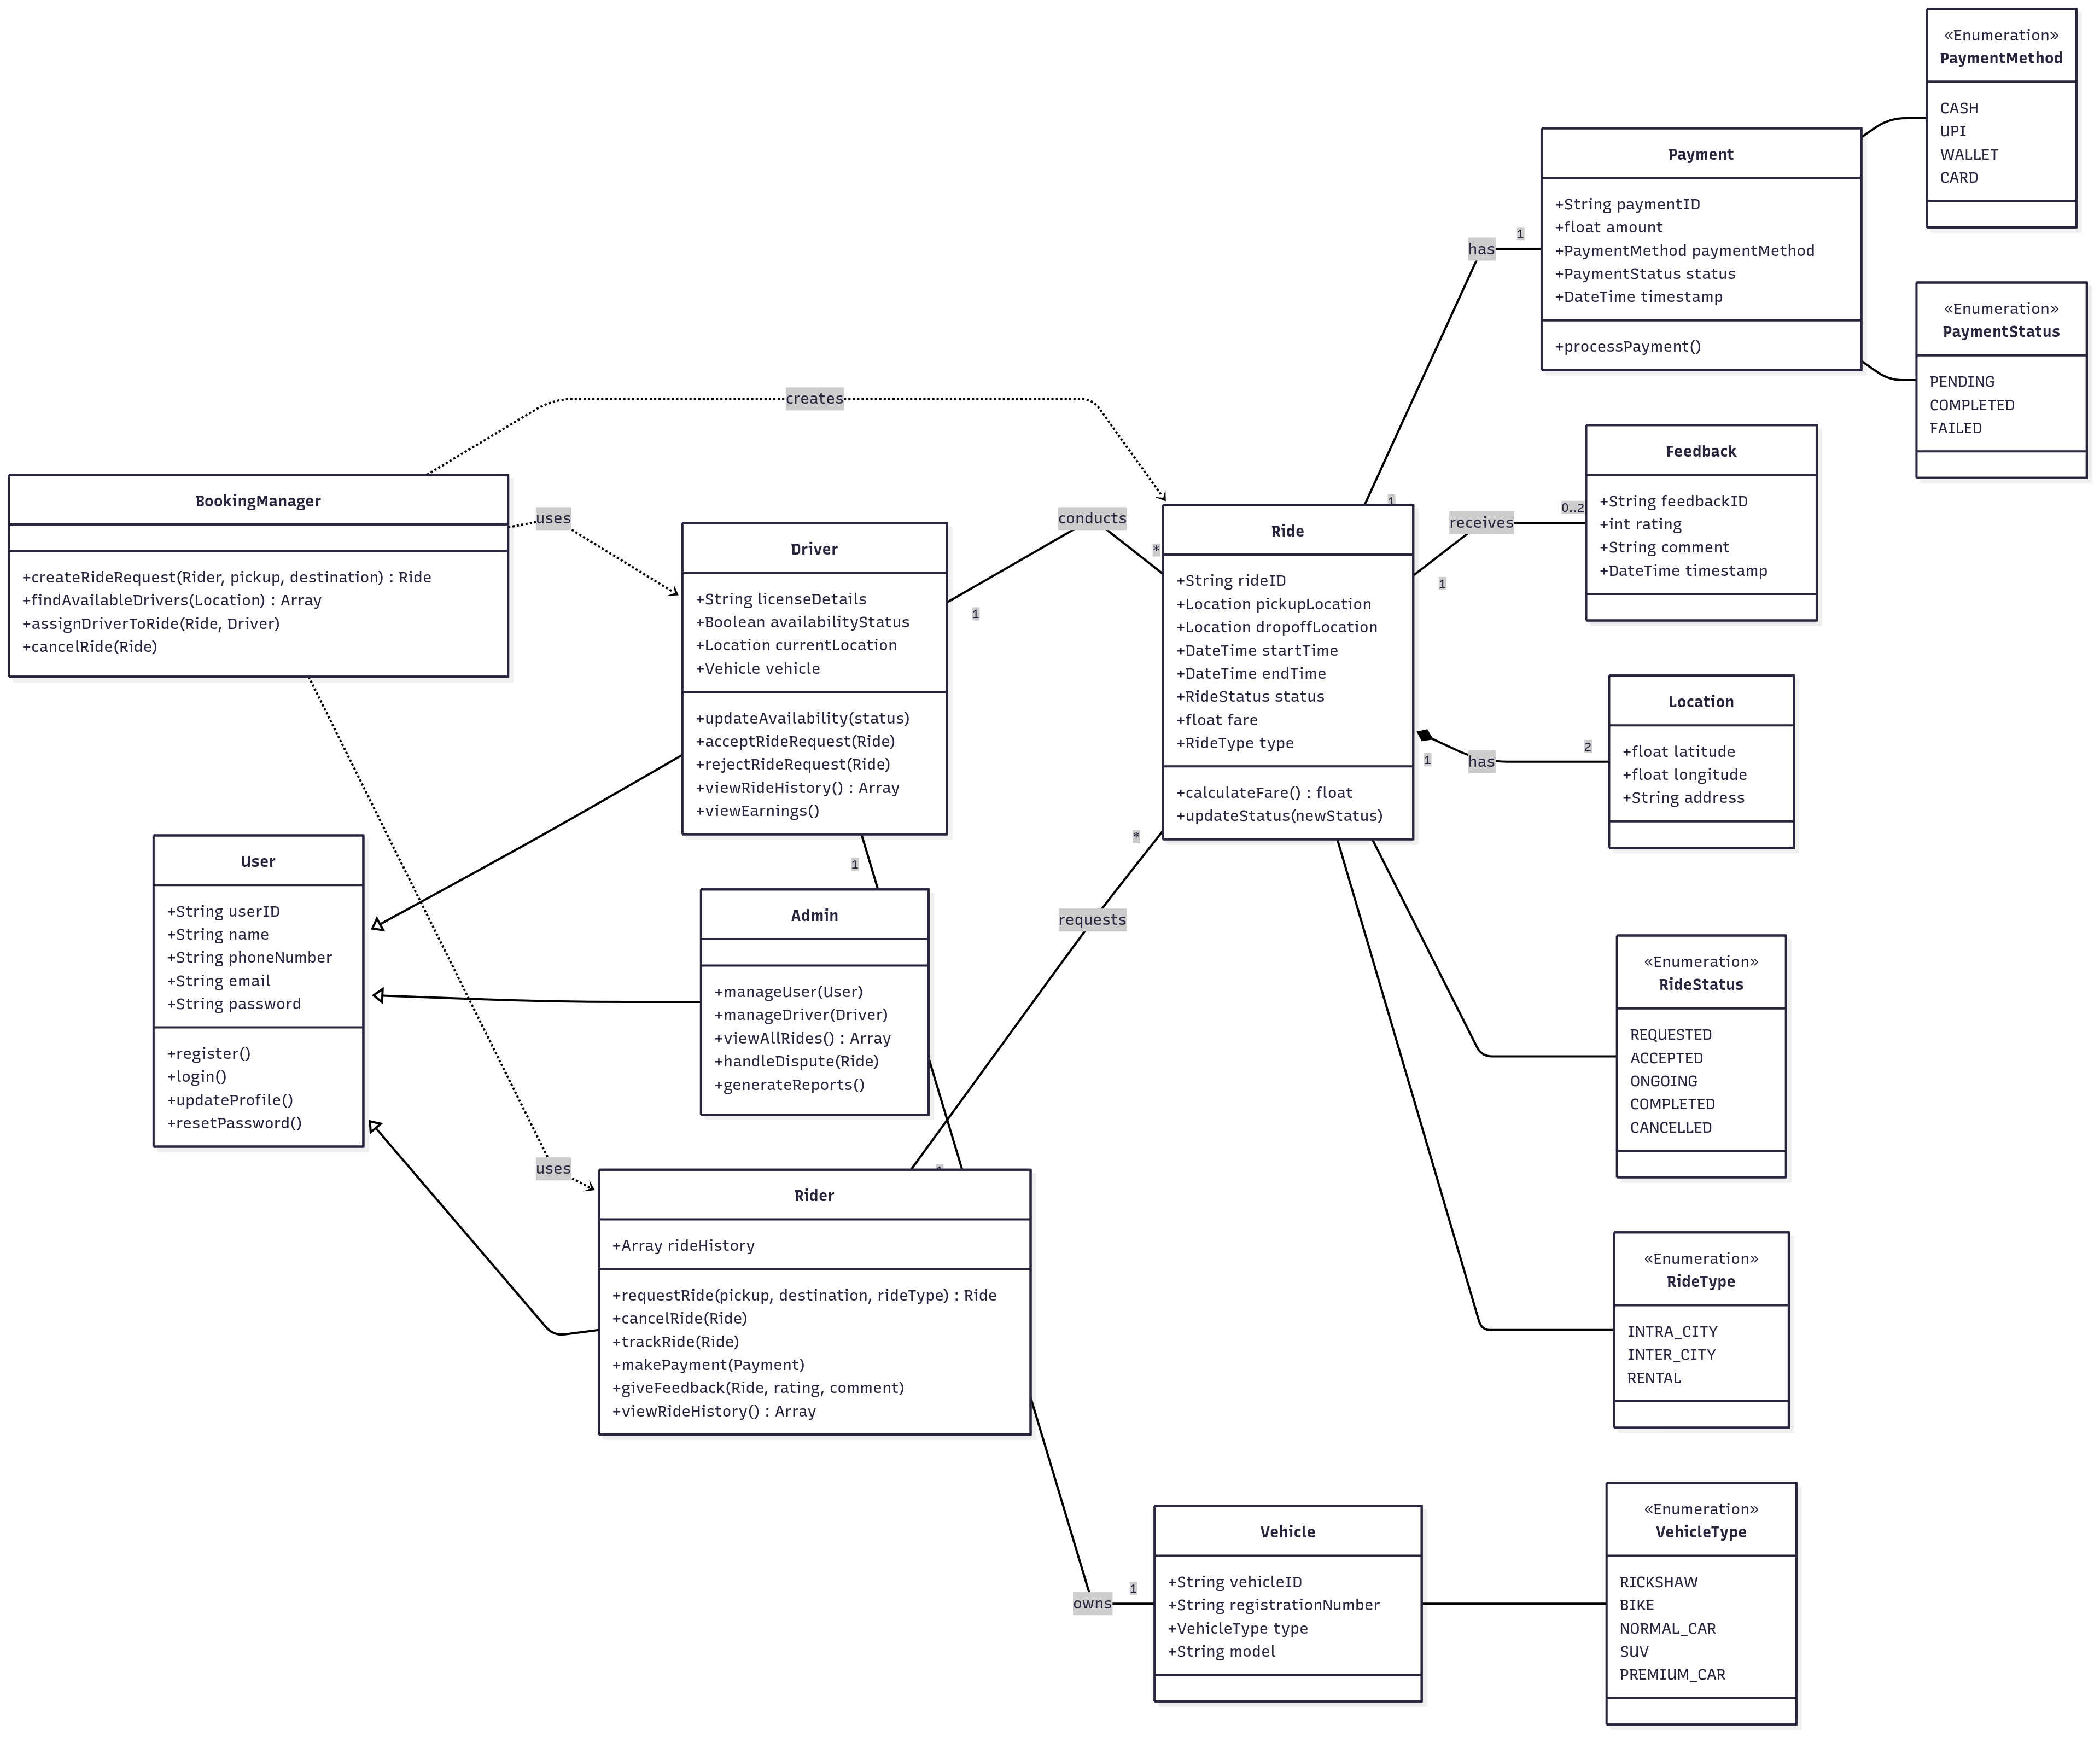 «Enumeration»
PaymentMethod
CASH
UPI
WALLET
CARD
Payment
+String paymentID
+float amount
+PaymentMethod paymentMethod
+PaymentStatus status
+DateTime timestamp
+processPayment()
has
1
1
«Enumeration»
PaymentStatus
PENDING
COMPLETED
FAILED
creates
BookingManager
+createRideRequest(Rider, pickup, destination) : Ride
+findAvailableDrivers(Location) : Array
+assignDriverToRide(Ride, Driver)
+cancelRide(Ride)
uses
Driver
+String licenseDetails
+Boolean availabilityStatus
+Location currentLocation
+Vehicle vehicle
+updateAvailability(status)
+acceptRideRequest(Ride)
+rejectRideRequest(Ride)
+viewRideHistory() : Array
+viewEarnings()
conducts
1
*
Ride
+String rideID
+Location pickupLocation
+Location dropoffLocation
+DateTime startTime
+DateTime endTime
+RideStatus status
+float fare
+RideType type
+calculateFare() : float
+updateStatus(newStatus)
receives
1
0..2
Feedback
+String feedbackID
+int rating
+String comment
+DateTime timestamp
has
1
2
Location
+float latitude
+float longitude
+String address
User
+String userID
+String name
+String phoneNumber
+String email
+String password
+register()
+login()
+updateProfile()
+resetPassword()
1
Admin
+manageUser(User)
+manageDriver(Driver)
+viewAllRides() : Array
+handleDispute(Ride)
+generateReports()
*
requests
«Enumeration»
RideStatus
REQUESTED
ACCEPTED
ONGOING
COMPLETED
CANCELLED
uses
Rider
+Array rideHistory
+requestRide(pickup, destination, rideType) : Ride
+cancelRide(Ride)
+trackRide(Ride)
+makePayment(Payment)
+giveFeedback(Ride, rating, comment)
+viewRideHistory() : Array
«Enumeration»
RideType
INTRA_CITY
INTER_CITY
RENTAL
owns
1
Vehicle
+String vehicleID
+String registrationNumber
+VehicleType type
+String model
«Enumeration»
VehicleType
RICKSHAW
BIKE
NORMAL_CAR
SUV
PREMIUM_CAR